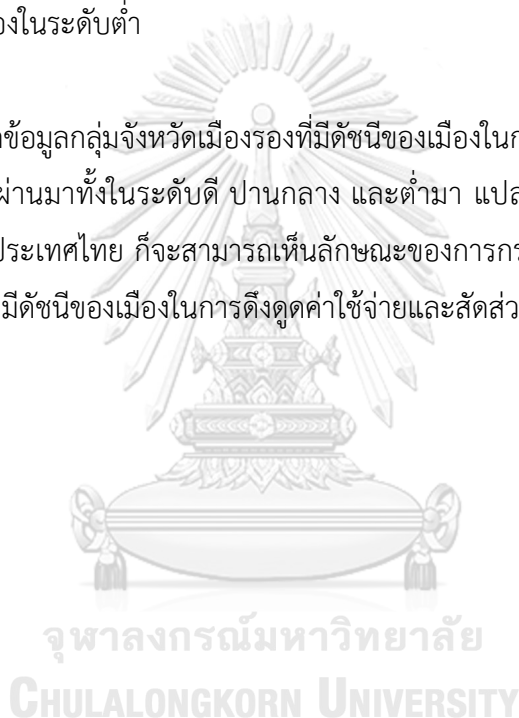 องในระดับต่ำ
ข้อมูลกลุ่มจังหวัดเมืองรองที่มีดัชนีของเมืองในก
ผ่านมาทั้งในระดับดี ปานกลาง และต่ำมา แปล
ประเทศไทย ก็จะสามารถเห็นลักษณะของการกร
มีดัชนีของเมืองในการดึงดูดค่าใช้จ่ายและสัดส่ว
จุฬาลงกรณ์มหาวิทยาลัย
CHULALONGKORN UNIVERSITY